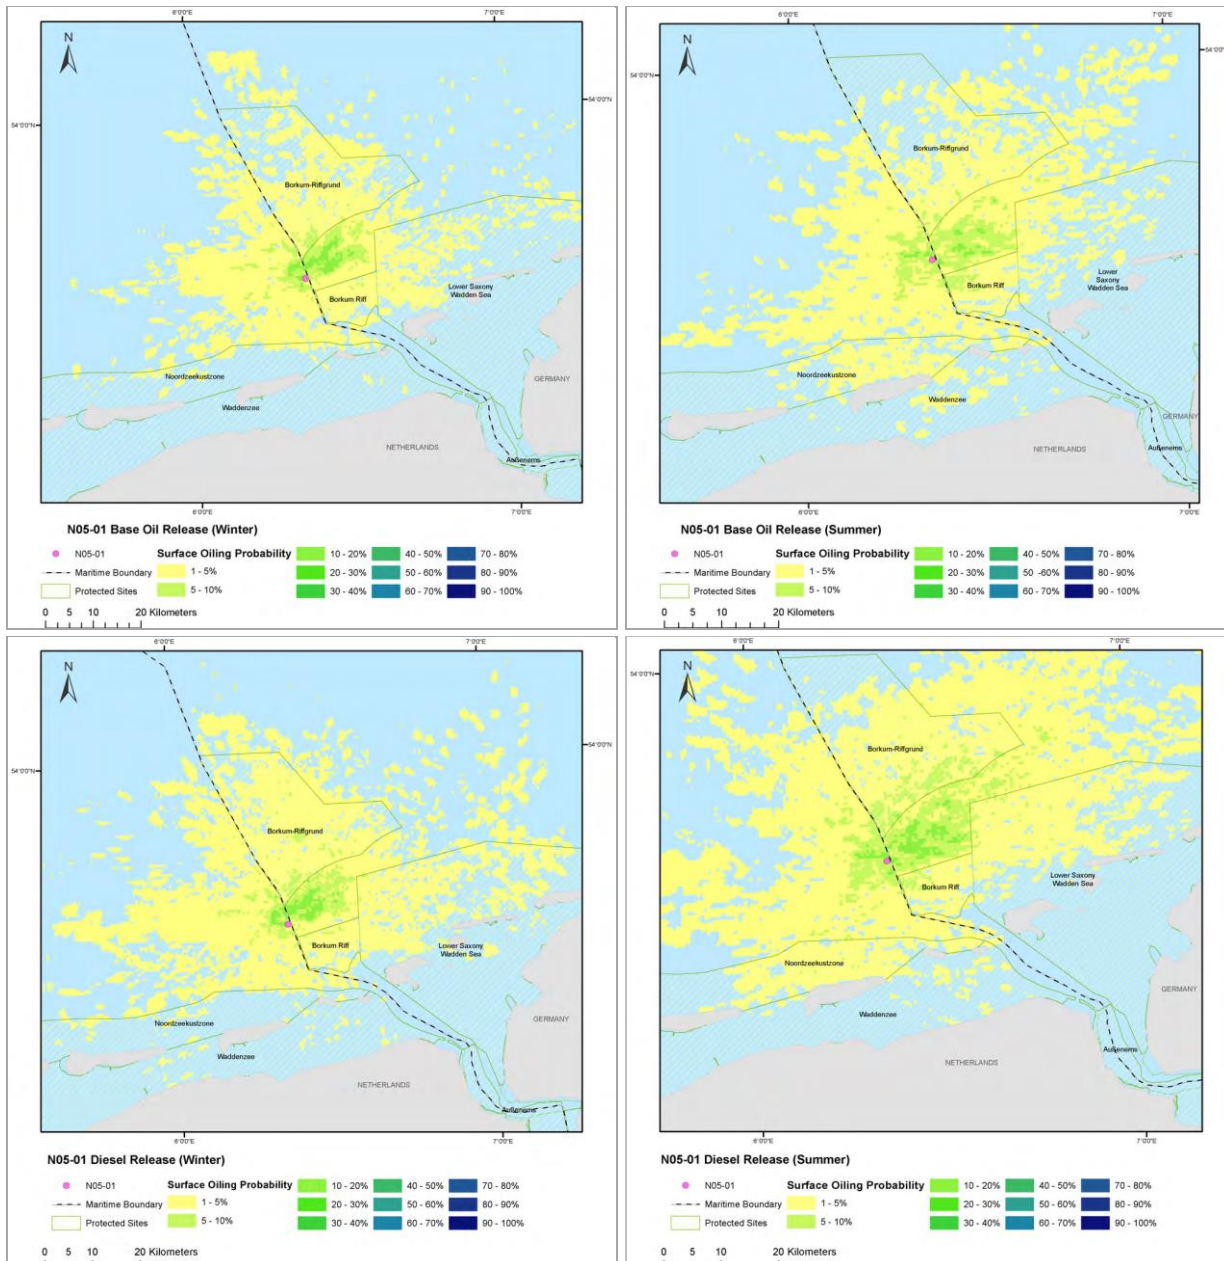 6°0'0"E 7°0'0"E
N
54°0'0"N
54°0'0"N
Borkum-Riffgrund
Lower Saxony
Wadden Sea
Borkum Riff
Noordzeekustzone
Waddenzee
GERMANY
NETHERLANDS
Außenems
6°0'0"E 7°0'0"E
N05-01 Base Oil Release (Winter)
N05-01 Surface Oiling Probability 10 - 20% 40 - 50% 70 - 80%
Maritime Boundary 1 - 5% 20 - 30% 50 - 60% 80 - 90%
Protected Sites 5 - 10% 30 - 40% 60 - 70% 90 - 100%
0 5 10 20 Kilometers
6°0'0"E 7°0'0"E
N
54°0'0"N
54°0'0"N
Borkum-Riffgrund
Lower
Saxony
Wadden Sea
Borkum Riff
Noordzeekustzone
Waddenzee
GERMANY
NETHERLANDS
Außenems
6°0'0"E 7°0'0"E
N05-01 Base Oil Release (Summer)
N05-01 Surface Oiling Probability 10 - 20% 40 - 50% 70 - 80%
Maritime Boundary 1 - 5% 20 - 30% 50 -60% 80 - 90%
Protected Sites 5 - 10% 30 - 40% 60 - 70% 90 - 100%
0 5 10 20 Kilometers
6°0'0"E 7°0'0"E
N
54°0'0"N
54°0'0"N
Borkum-Riffgrund
Borkum Riff
Lower Saxony
Wadden Sea
Noordzeekustzone
Waddenzee
GERMANY
NETHERLANDS
Außenems
6°0'0"E 7°0'0"E
N05-01 Diesel Release (Winter)
N05-01 Surface Oiling Probability 10 - 20% 40 - 50% 70 - 80%
Maritime Boundary 1 - 5% 20 - 30% 50 - 60% 80 - 90%
Protected Sites 5 - 10% 30 - 40% 60 - 70% 90 - 100%
0 5 10 20 Kilometers
6°0'0"E 7°0'0"E
N
54°0'0"N
Borkum-Riffgrund
Lower Saxony
Wadden Sea
Borkum Riff
Noordzeekustzone
Waddenzee
GERMANY
Außenems
NETHERLANDS
6°0'0"E 7°0'0"E
N05-01 Diesel Release (Summer)
N05-01 Surface Oiling Probability 10 - 20% 40 - 50% 70 - 80%
Maritime Boundary 1 - 5% 20 - 30% 50 - 60% 80 - 90%
Protected Sites 5 - 10% 30 - 40% 60 - 70% 90 - 100%
0 5 10 20 Kilometers